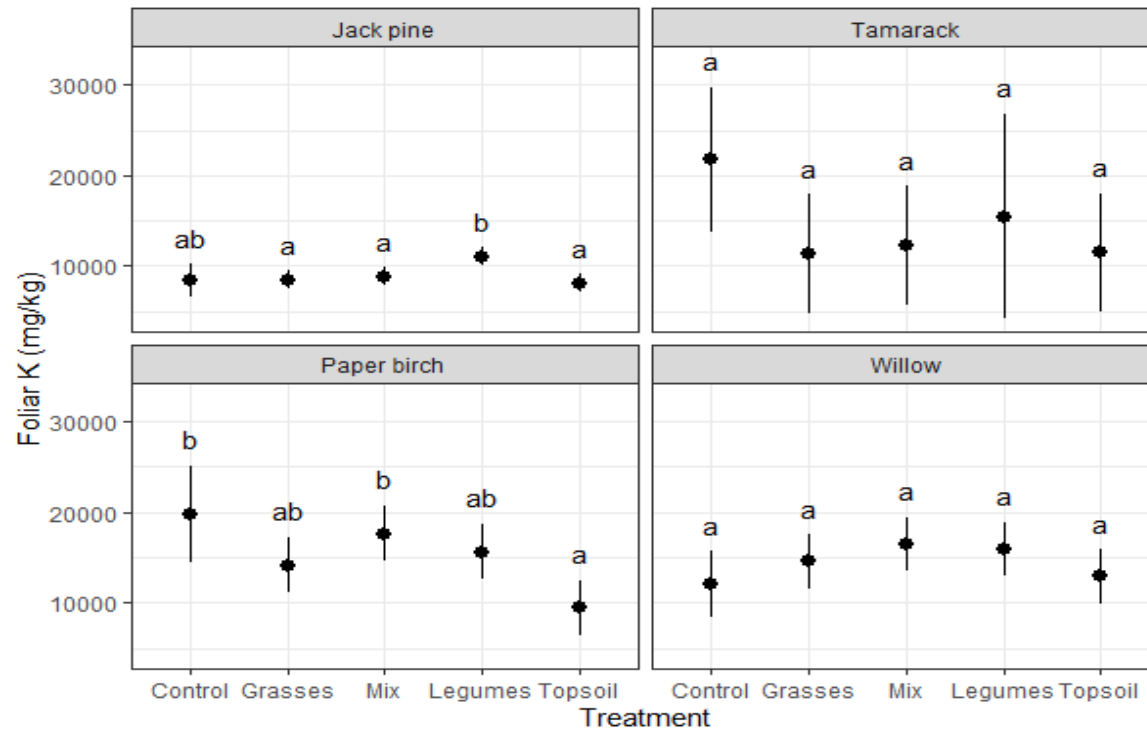 Jack pine
Tamarack
30000
20000
10000
ab
a
a
b
a
a
a
a
a
a
Foliar K (mg/kg)
Paper birch
Willow
30000
20000
10000
b
ab
b
ab
a
a
a
a
a
a
Control Grasses Mix Legumes Topsoil
Control Grasses Mix Legumes Topsoil
Treatment